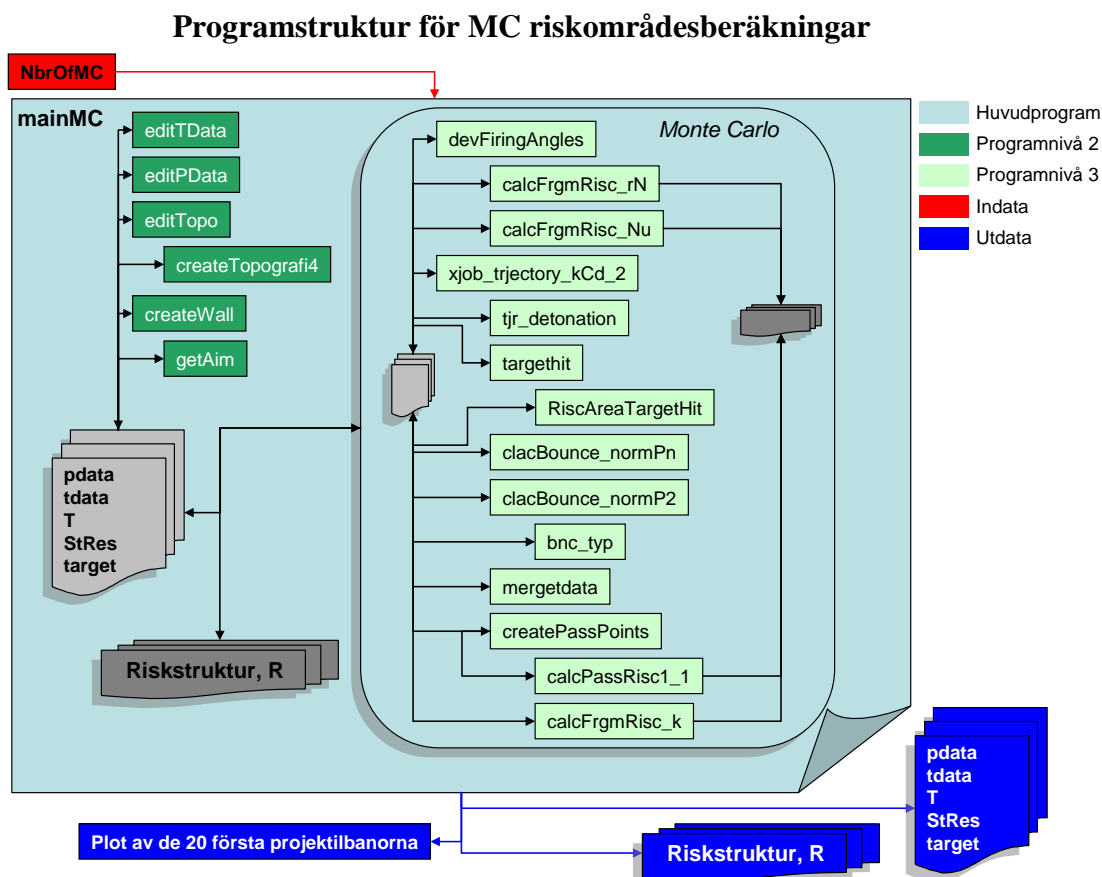 Programstruktur för MC riskområdesberäkningar
NbrOfMC
mainMC
editTData
editPData
editTopo
createTopografi4
createWall
getAim
pdata
tdata
T
StRes
target
Riskstruktur, R
Monte Carlo
devFiringAngles
calcFrgmRisc_rN
calcFrgmRisc_Nu
xjob_trjectory_kCd_2
tjr_detonation
targethit
RiscAreaTargetHit
clacBounce_normPn
clacBounce_normP2
bnc_typ
mergetdata
createPassPoints
calcPassRisc1_1
calcFrgmRisc_k
Huvudprogram
Programnivå 2
Programnivå 3
Indata
Utdata
Plot av de 20 första projektilbanorna
Riskstruktur, R
pdata
tdata
T
StRes
target